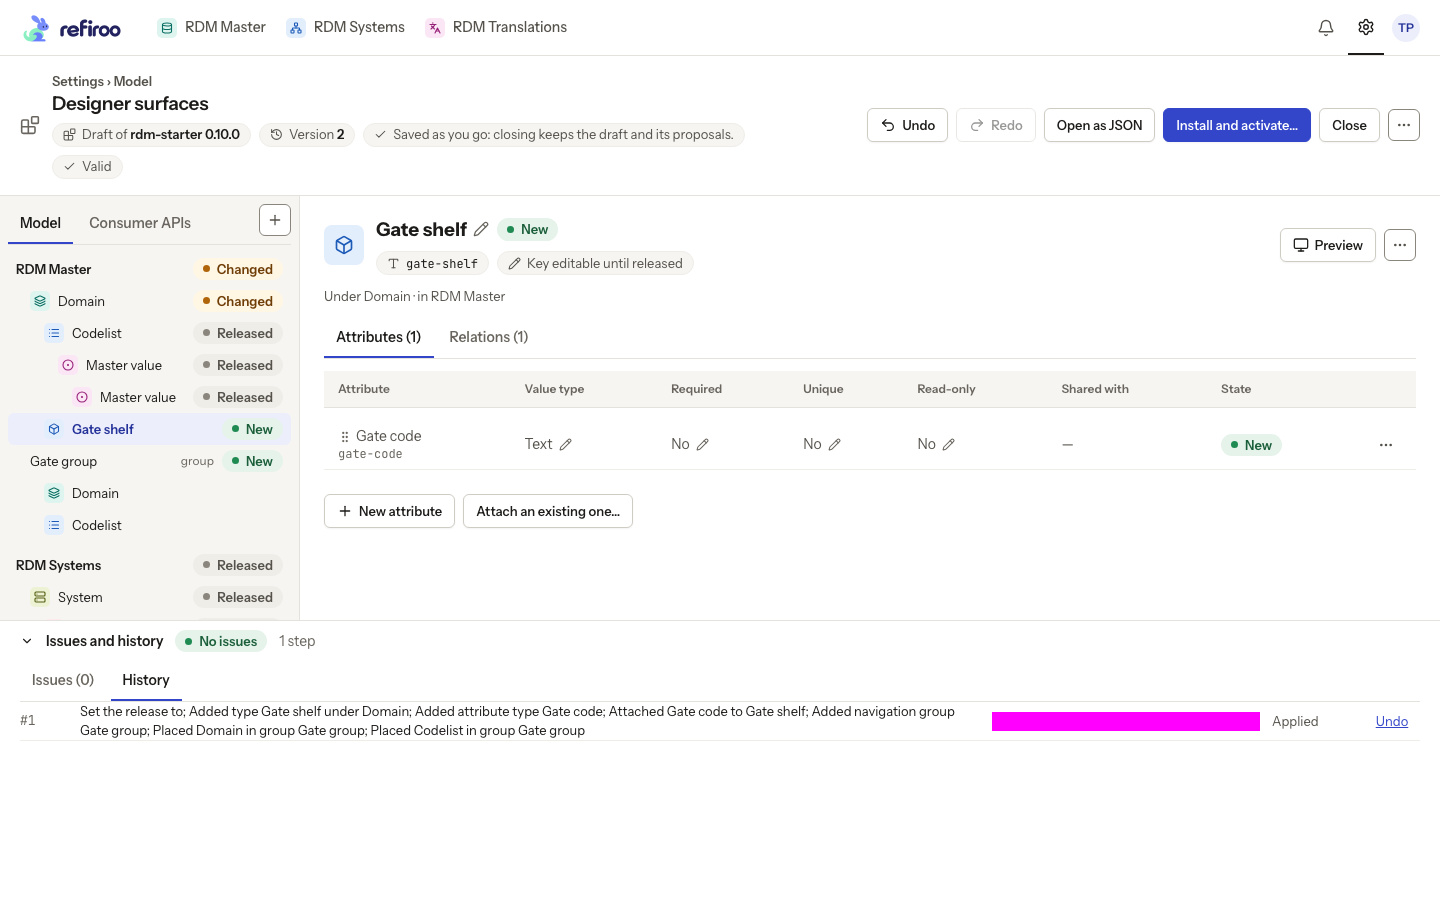 refiroo
RDM Master
RDM Systems
RDM Translations
TP
Settings › Model
Designer surfaces
Draft of rdm-starter 0.10.0
Version 2
Saved as you go: closing keeps the draft and its proposals.
Valid
Undo
Redo
Open as JSON
Install and activate...
Close
Model
Consumer APIs
RDM Master Changed
Domain Changed
Codelist Released
Master value Released
Master value Released
Gate shelf New
Gate group group New
Domain
Codelist
RDM Systems Released
System Released
Gate shelf New
gate-shelf
Key editable until released
Preview
Under Domain · in RDM Master
Attributes (1)
Relations (1)
Attribute Value type Required Unique Read-only Shared with State
Gate code Text No No No — New
gate-code
New attribute
Attach an existing one...
Issues and history No issues 1 step
Issues (0)
History
#1 Set the release to; Added type Gate shelf under Domain; Added attribute type Gate code; Attached Gate code to Gate shelf; Added navigation group
Gate group; Placed Domain in group Gate group; Placed Codelist in group Gate group
Applied
Undo